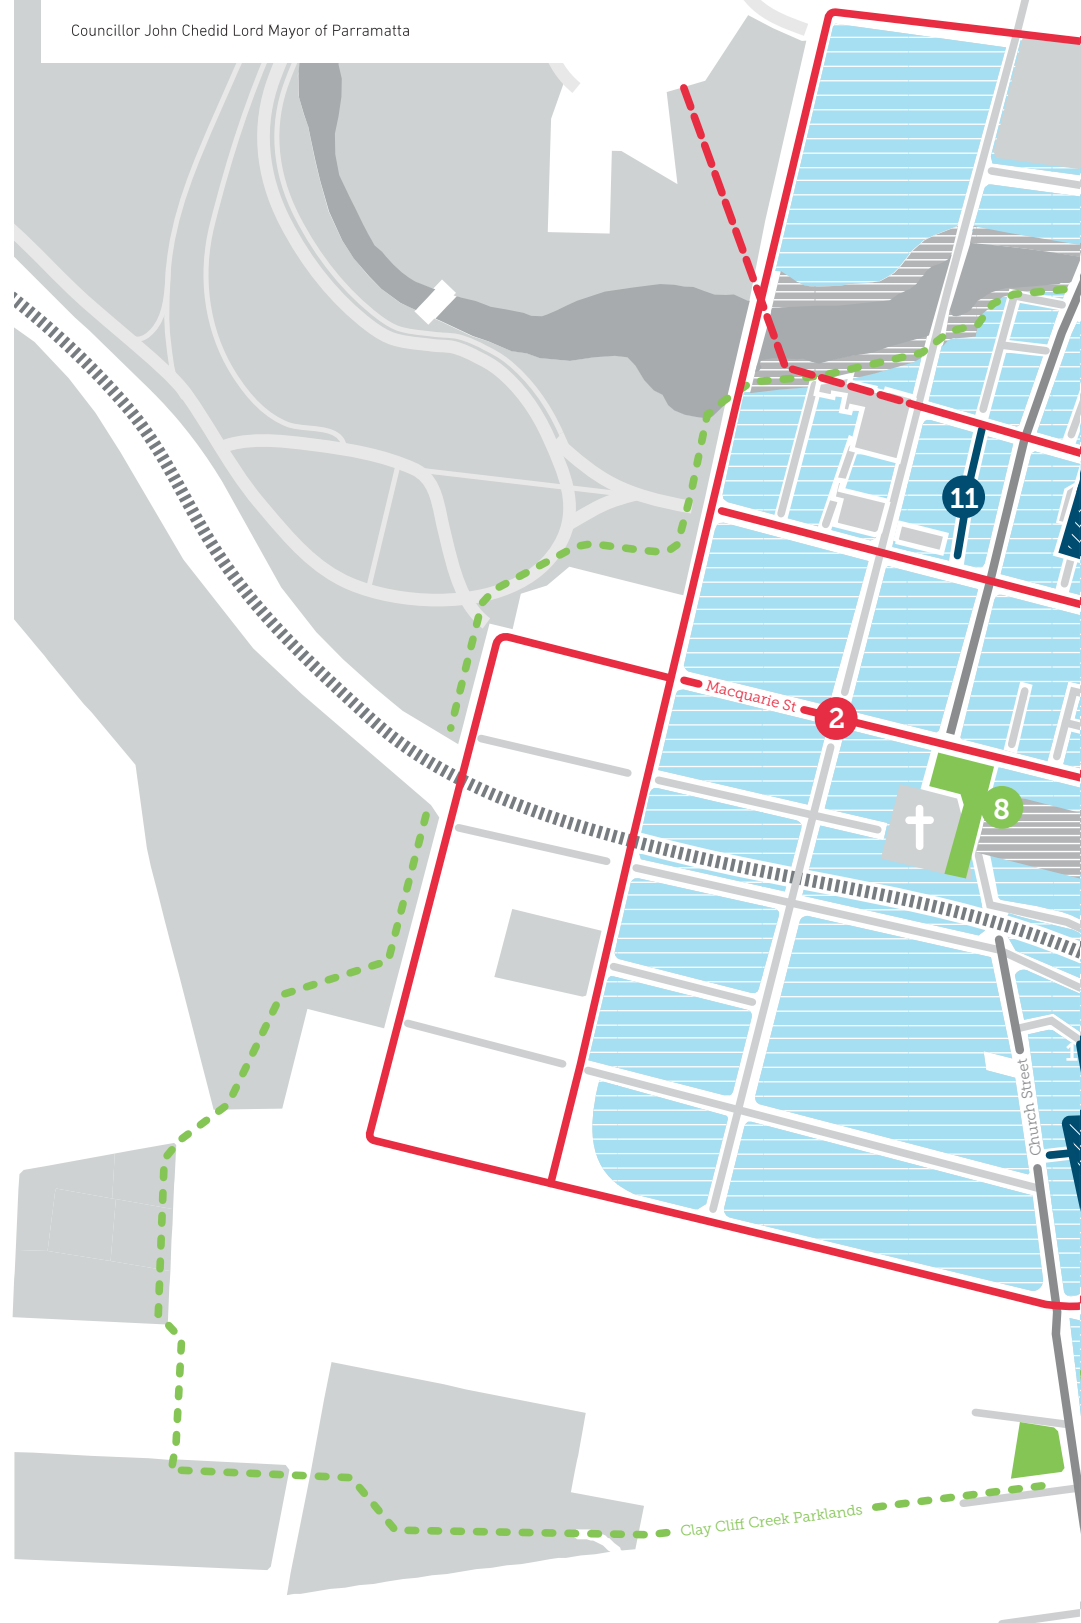 Councillor John Chedid Lord Mayor of Parramatta
11
Macquarie St
2
8
Church Street
Clay Cliff Creek Parklands